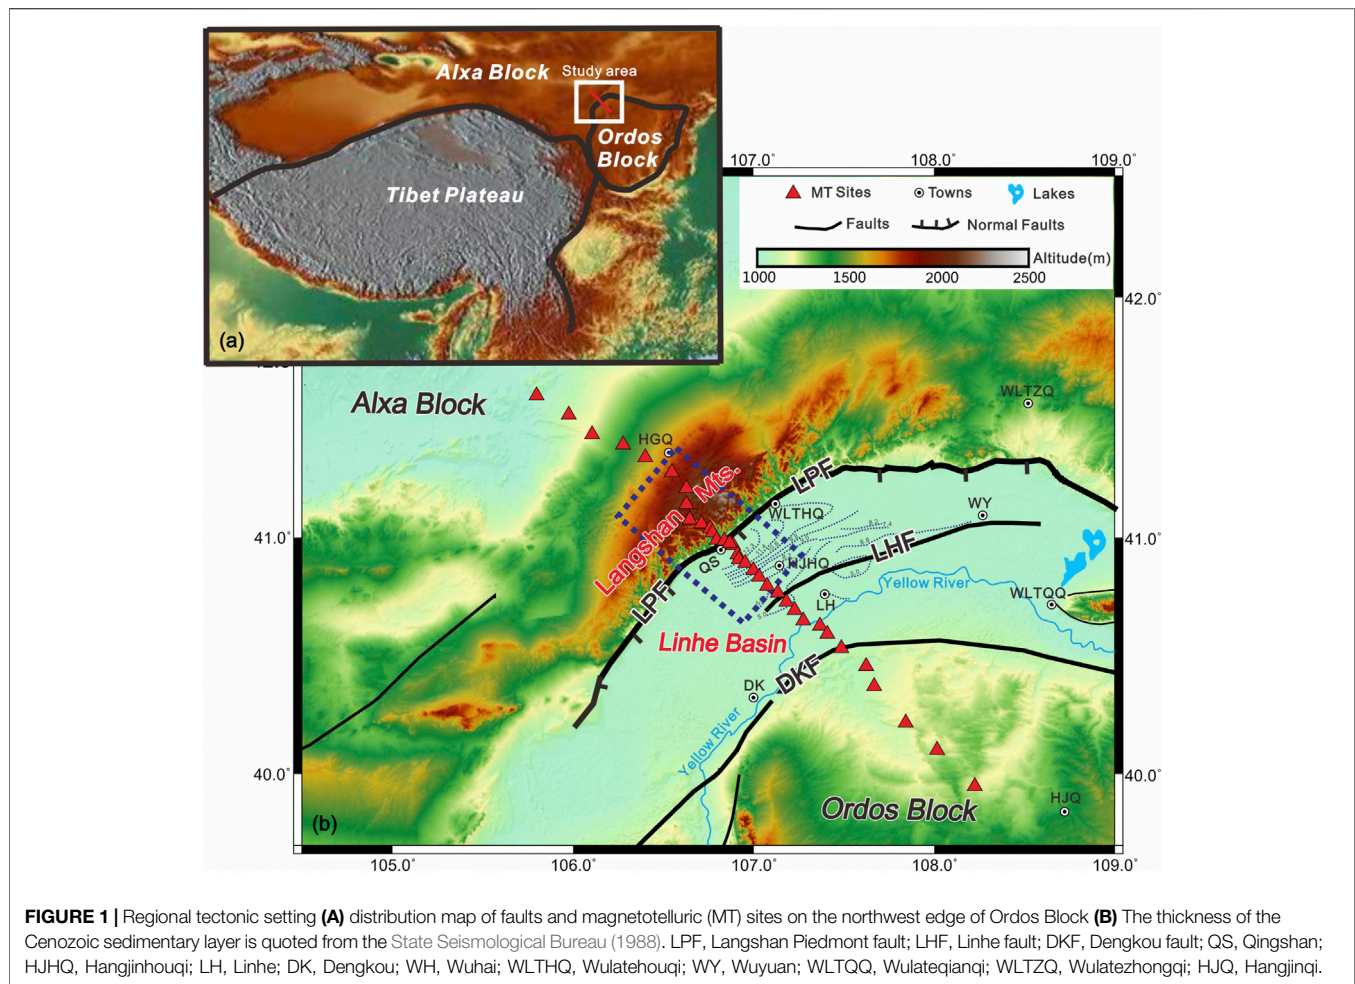 Alxa Block
Study area
Ordos
Block
Tibet Plateau
(a)
107.0°
108.0°
109.0°
MT Sites
Towns
Lakes
Faults
Normal Faults
Altitude(m)
1000
1500
2000
2500
42.0°
Alxa Block
WLTZQ
HGQ
Langshan Mts.
LPF
WLTHQ
WY
41.0°
41.0°
LHF
QS
HJHQ
Yellow River
LPF
LH
WLTQQ
Linhe Basin
DKF
DK
Yellow River
40.0°
40.0°
HJQ
Ordos Block
(b)
105.0°
106.0°
107.0°
108.0°
109.0°
FIGURE 1 | Regional tectonic setting (A) distribution map of faults and magnetotelluric (MT) sites on the northwest edge of Ordos Block (B) The thickness of the
Cenozoic sedimentary layer is quoted from the State Seismological Bureau (1988). LPF, Langshan Piedmont fault; LHF, Linhe fault; DKF, Dengkou fault; QS, Qingshan;
HJHQ, Hangjinhouqi; LH, Linhe; DK, Dengkou; WH, Wuhai; WLTHQ, Wulatehouqi; WY, Wuyuan; WLTQQ, Wulateqianqi; WLTZQ, Wulatezhongqi; HJQ, Hangjinqi.